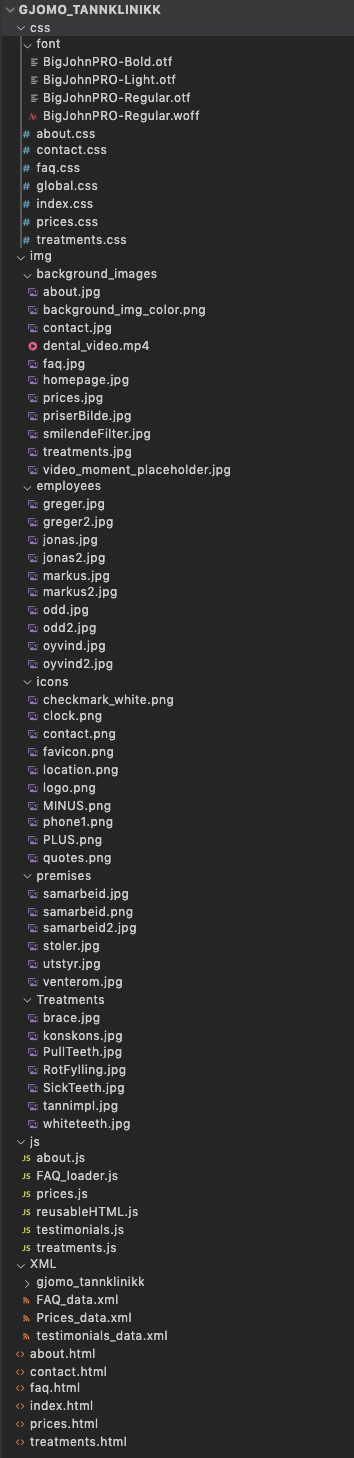 GJOMO_TANNKLINIKK
css
font
BigJohnPRO-Bold.otf
BigJohnPRO-Light.otf
BigJohnPRO-Regular.otf
BigJohnPRO-Regular.woff
# about.css
# contact.css
# faq.css
# global.css
# index.css
# prices.css
# treatments.css
img
background_images
about.jpg
background_img_color.png
contact.jpg
dental_video.mp4
faq.jpg
homepage.jpg
prices.jpg
priserBilde.jpg
smilendeFilter.jpg
treatments.jpg
video_moment_placeholder.jpg
employees
greger.jpg
greger2.jpg
jonas.jpg
jonas2.jpg
markus.jpg
markus2.jpg
odd.jpg
odd2.jpg
oyvind.jpg
oyvind2.jpg
icons
checkmark_white.png
clock.png
contact.png
favicon.png
location.png
logo.png
MINUS.png
phone1.png
PLUS.png
quotes.png
premises
samarbeid.jpg
samarbeid.png
samarbeid2.jpg
stoler.jpg
utstyr.jpg
venterom.jpg
Treatments
brace.jpg
konskons.jpg
PullTeeth.jpg
RotFylling.jpg
SickTeeth.jpg
tannimpl.jpg
whiteteeth.jpg
js
JS about.js
JS FAQ_loader.js
JS prices.js
JS reusableHTML.js
JS testimonials.js
JS treatments.js
XML
gjomo_tannklinikk
FAQ_data.xml
Prices_data.xml
testimonials_data.xml
<> about.html
<> contact.html
<> faq.html
<> index.html
<> prices.html
<> treatments.html